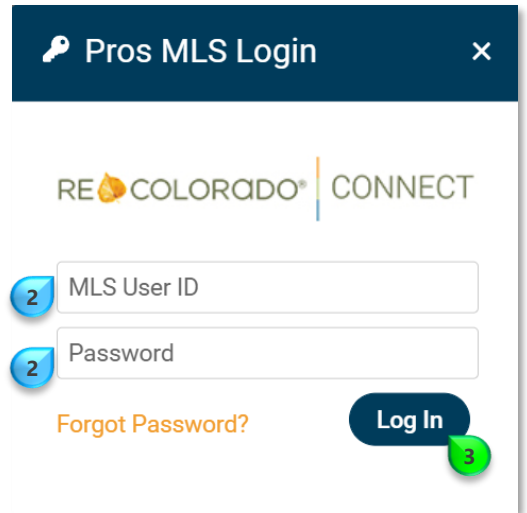 Pros MLS Login ×
RE COLORADO® | CONNECT
2 MLS User ID
2 Password
Forgot Password? Log In
3